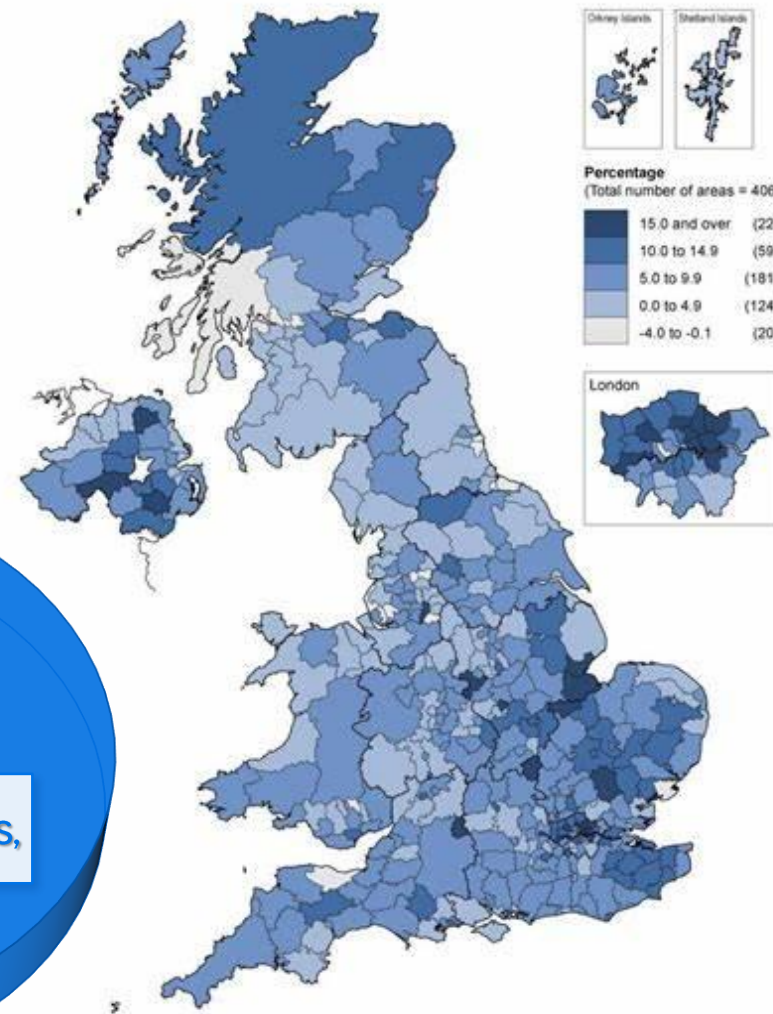 Orkney Islands
Shetland Islands
Percentage
(Total number of areas = 406
15.0 and over (22
10.0 to 14.9 (59
5.0 to 9.9 (181
0.0 to 4.9 (124
-4.0 to -0.1 (20
London
s,